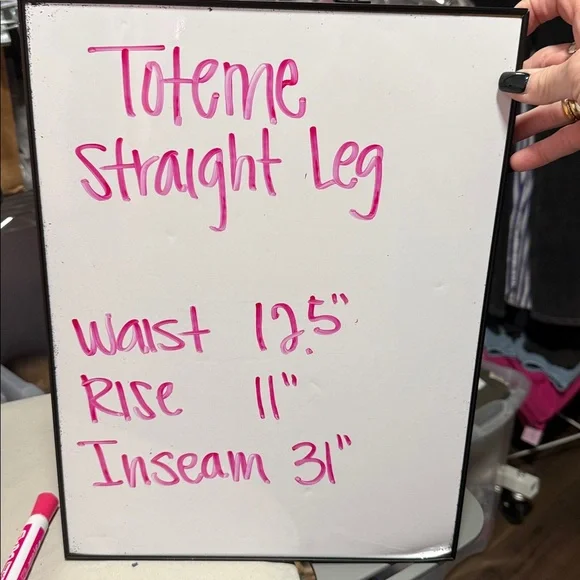 Toteme
Straight Leg
Waist 12.5"
Rise 11"
Inseam 31"